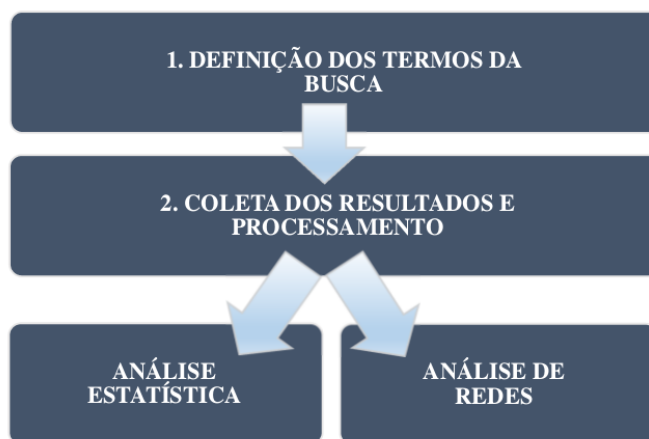 1. DEFINIÇÃO DOS TERMOS DA
BUSCA
2. COLETA DOS RESULTADOS E
PROCESSAMENTO
ANÁLISE
ESTATÍSTICA
ANÁLISE DE
REDES